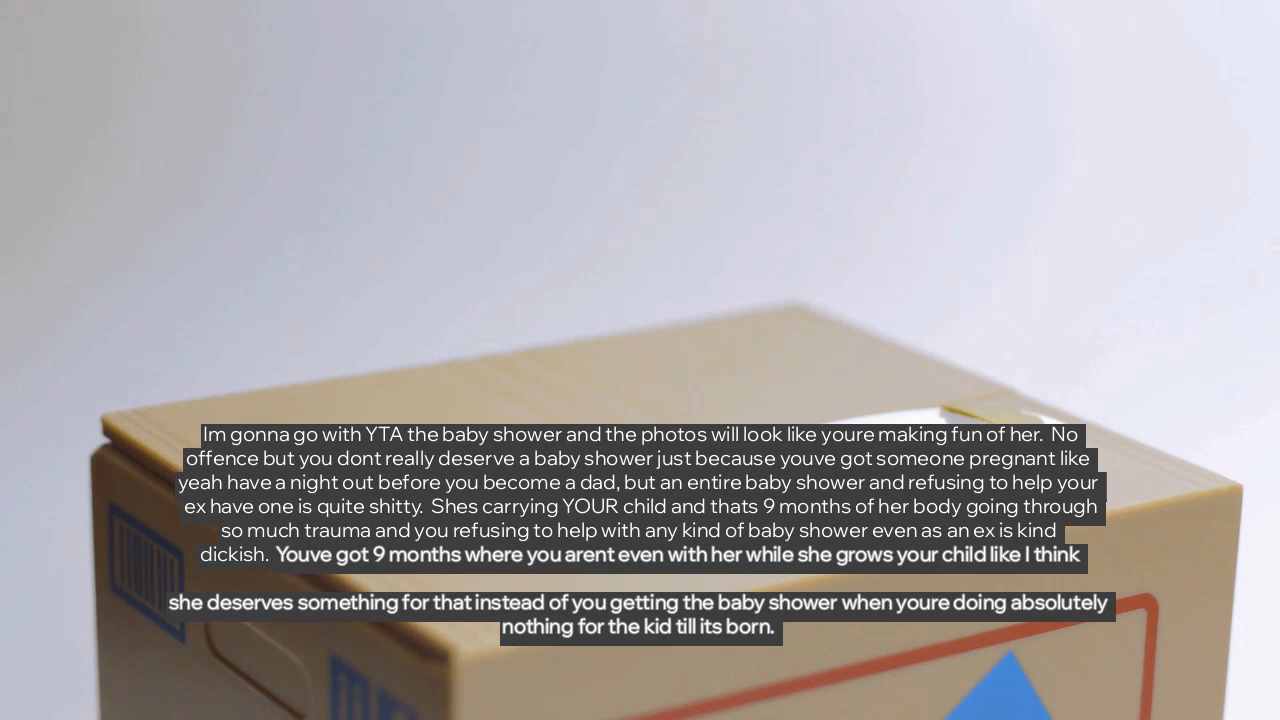 Im gonna go with YTA the baby shower and the photos will look like youre making fun of her.  No
offence but you dont really deserve a baby shower just because youve got someone pregnant like
yeah have a night out before you become a dad, but an entire baby shower and refusing to help your
ex have one is quite shitty.  Shes carrying YOUR child and thats 9 months of her body going through
so much trauma and you refusing to help with any kind of baby shower even as an ex is kind
dickish. Youve got 9 months where you arent even with her while she grows your child like I think
she deserves something for that instead of you getting the baby shower when youre doing absolutely
nothing for the kid till its born.